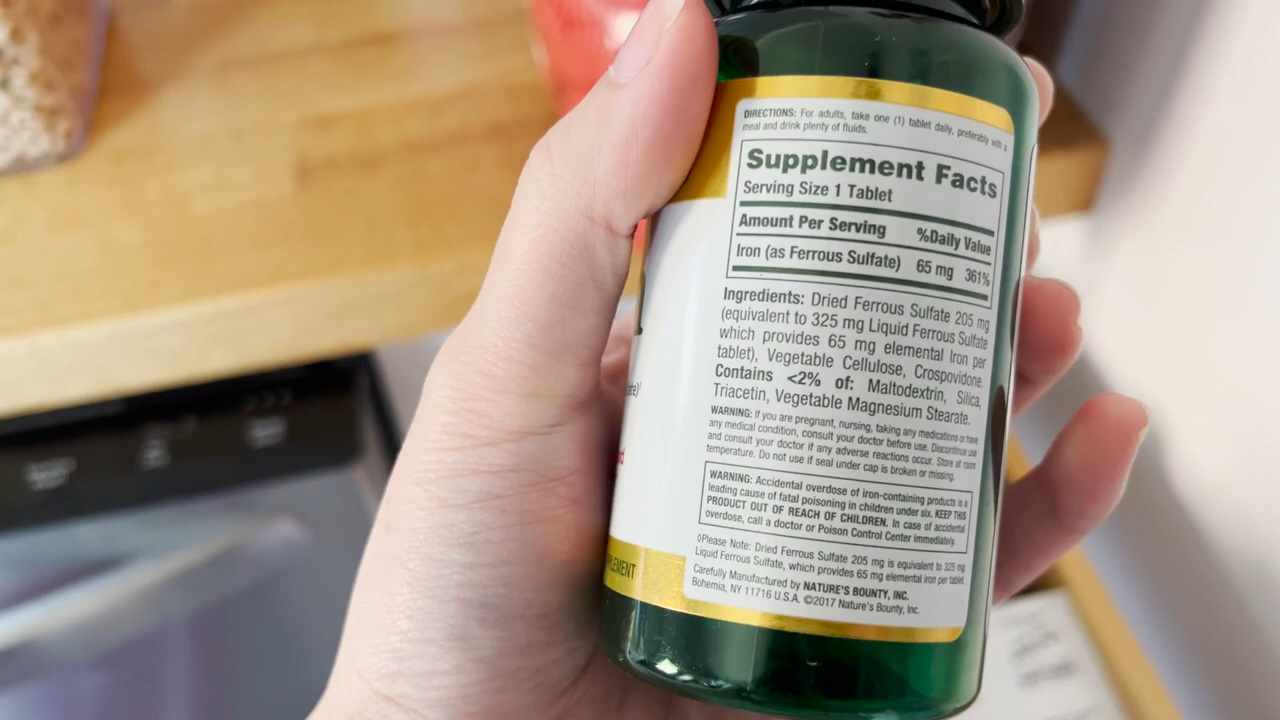 DIRECTIONS: For adults, take one (1) tablet daily, preferably with a
meal and drink plenty of fluids.
Supplement Facts
Serving Size 1 Tablet
Amount Per Serving %Daily Value
Iron (as Ferrous Sulfate) 65 mg 361%
Ingredients: Dried Ferrous Sulfate 205 mg
(equivalent to 325 mg Liquid Ferrous Sulfate
which provides 65 mg elemental Iron per
tablet), Vegetable Cellulose, Crospovidone.
Contains <2% of: Maltodextrin, Silica,
Triacetin, Vegetable Magnesium Stearate.
WARNING: If you are pregnant, nursing, taking any medications or have
any medical condition, consult your doctor before use. Discontinue use
and consult your doctor if any adverse reactions occur. Store at room
temperature. Do not use if seal under cap is broken or missing.
WARNING: Accidental overdose of iron-containing products is a
leading cause of fatal poisoning in children under six. KEEP THIS
PRODUCT OUT OF REACH OF CHILDREN. In case of accidental
overdose, call a doctor or Poison Control Center immediately.
◊Please Note: Dried Ferrous Sulfate 205 mg is equivalent to 325 mg
Liquid Ferrous Sulfate, which provides 65 mg elemental iron per tablet.
Carefully Manufactured by NATURE'S BOUNTY, INC.
Bohemia, NY 11716 U.S.A. ©2017 Nature's Bounty, Inc.